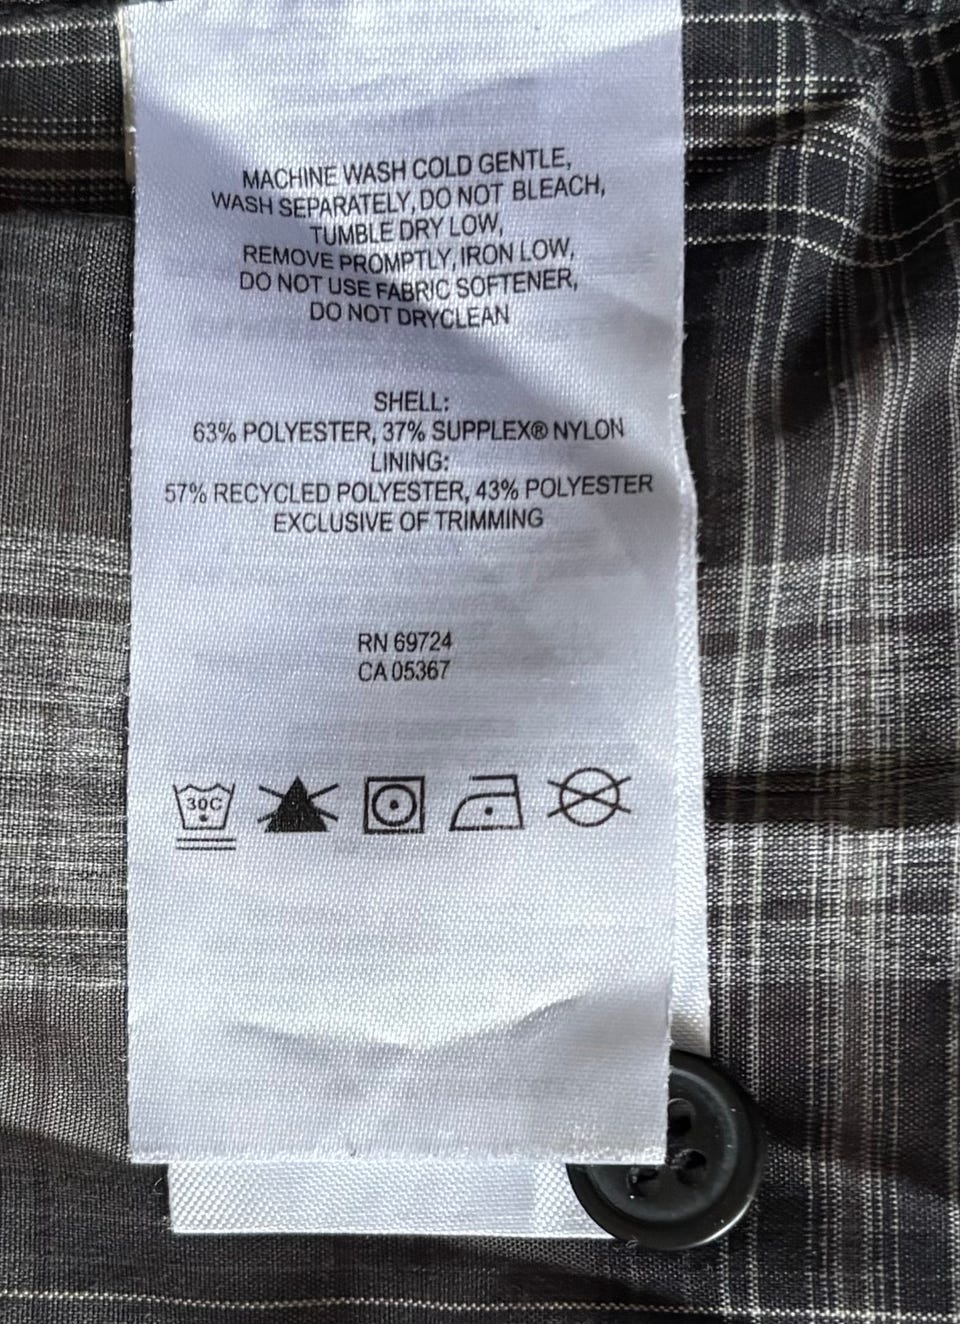 MACHINE WASH COLD GENTLE,
WASH SEPARATELY, DO NOT BLEACH,
TUMBLE DRY LOW,
REMOVE PROMPTLY, IRON LOW,
DO NOT USE FABRIC SOFTENER,
DO NOT DRYCLEAN
SHELL:
63% POLYESTER, 37% SUPPLEX® NYLON
LINING:
57% RECYCLED POLYESTER, 43% POLYESTER
EXCLUSIVE OF TRIMMING
RN 69724
CA 05367
30C